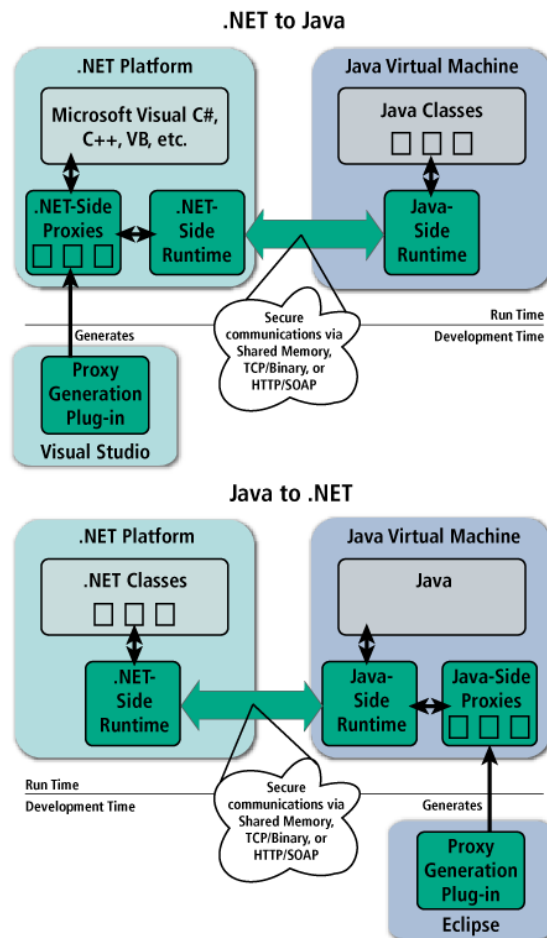 .NET to Java
.NET Platform
Microsoft Visual C#,
C++, VB, etc.
.NET-Side
Proxies
.NET-
Side
Runtime
Java Virtual Machine
Java Classes
Java-
Side
Runtime
Secure
communications via
Shared Memory,
TCP/Binary, or
HTTP/SOAP
Run Time
Development Time
Generates
Proxy
Generation
Plug-in
Visual Studio
Java to .NET
.NET Platform
.NET Classes
.NET-
Side
Runtime
Java Virtual Machine
Java
Java-
Side
Runtime
Java-Side
Proxies
Run Time
Development Time
Secure
communications via
Shared Memory,
TCP/Binary, or
HTTP/SOAP
Generates
Proxy
Generation
Plug-in
Eclipse